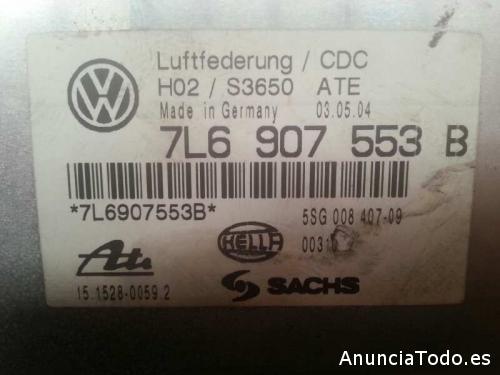 Luftfederung / CDC
H02 / S3650 ATE
Made in Germany 03.05.04
7L6 907 553 B
*7L6907553B*
5SG 008 407-09
HELLA
Ate
15.1528-0059.2
SACHS
AnunciaTodo.es